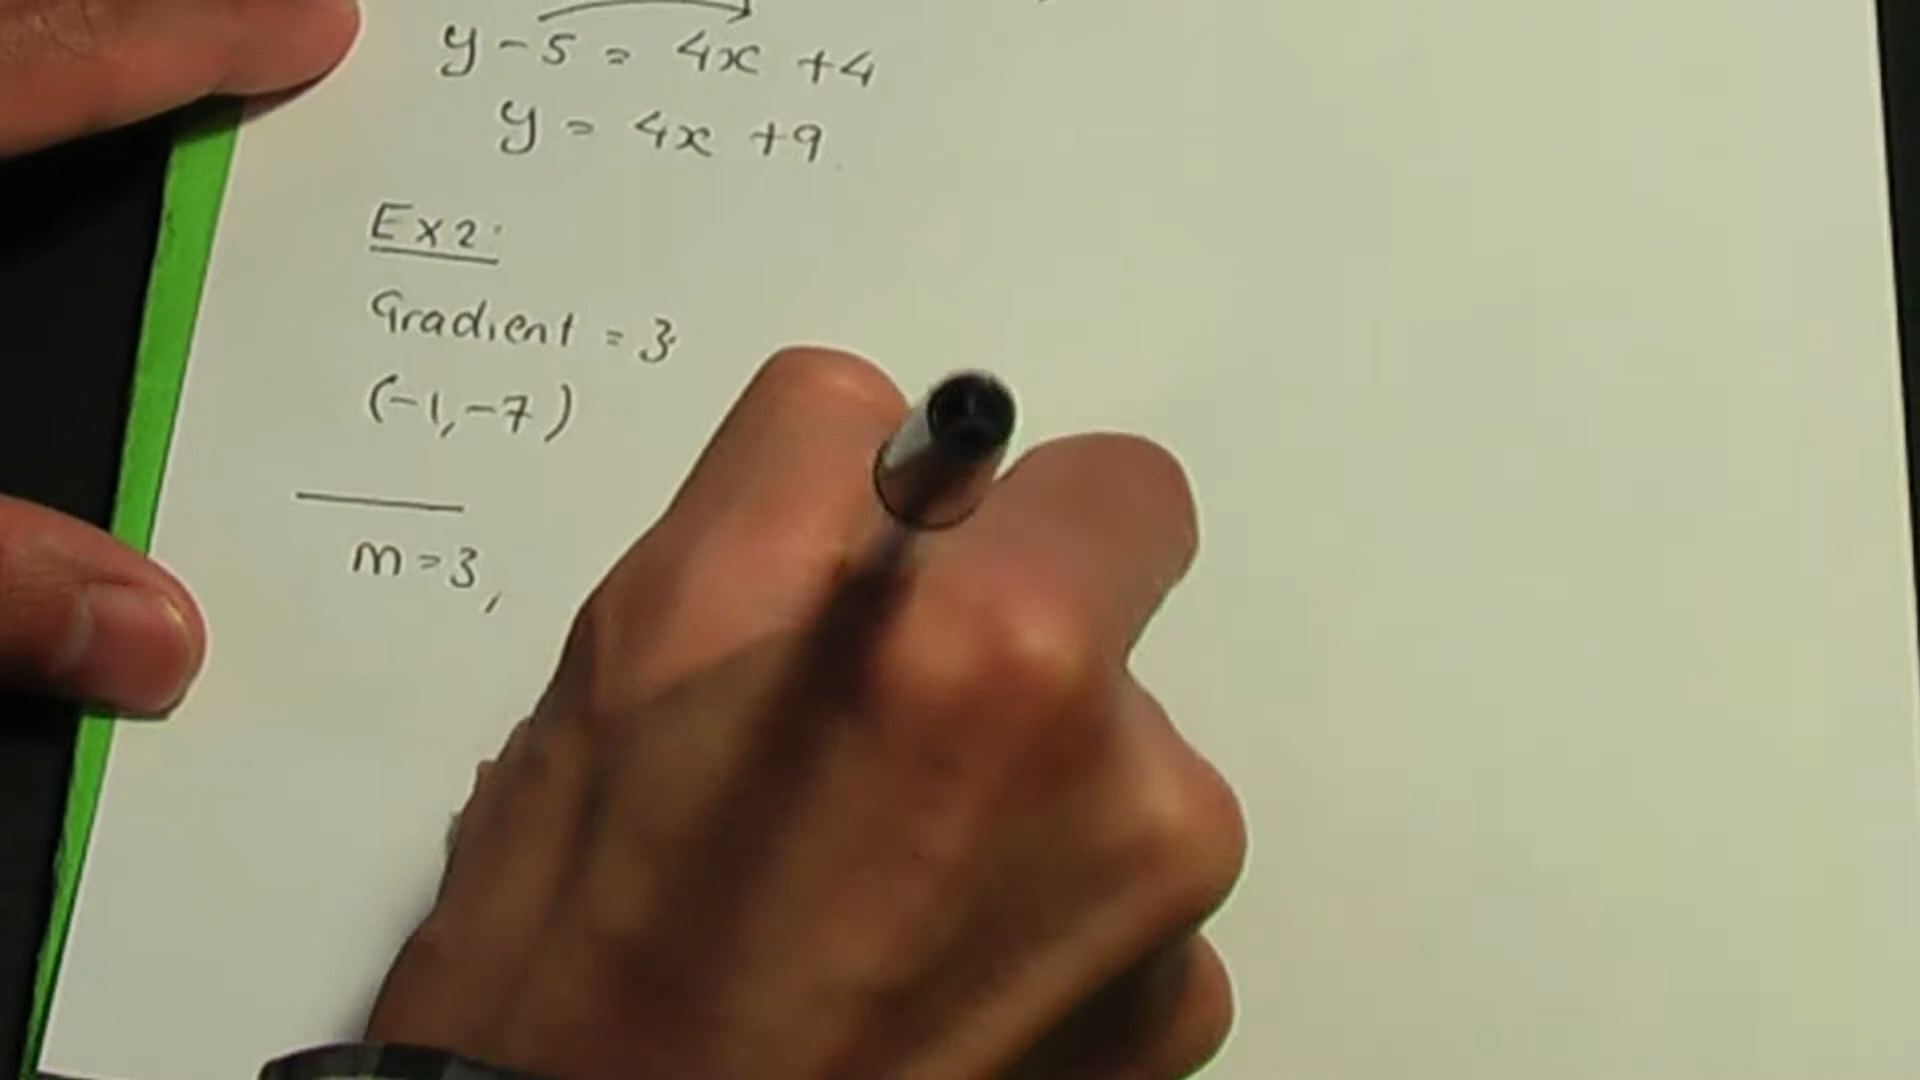 y - 5 = 4x + 4
y = 4x + 9
Ex2:
Gradient = 3
(-1, -7)
m = 3,